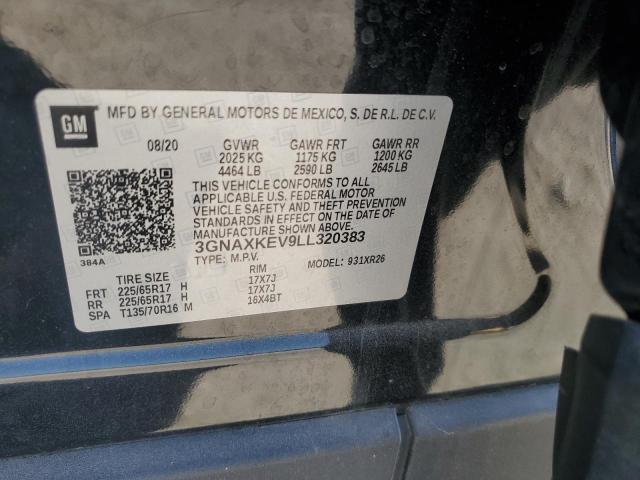 GM
MFD BY GENERAL MOTORS DE MEXICO, S. DE R.L. DE C.V.
08/20 GVWR GAWR FRT GAWR RR
2025 KG 1175 KG 1200 KG
4464 LB 2590 LB 2645 LB
THIS VEHICLE CONFORMS TO ALL
APPLICABLE U.S. FEDERAL MOTOR
VEHICLE SAFETY AND THEFT PREVENTION
STANDARDS IN EFFECT ON THE DATE OF
MANUFACTURE SHOWN ABOVE.
3GNAXKEV9LL320383
384A
TYPE: M.P.V. MODEL: 931XR26
TIRE SIZE RIM
FRT 225/65R17 H 17X7J
RR 225/65R17 H 17X7J
SPA T135/70R16 M 16X4BT